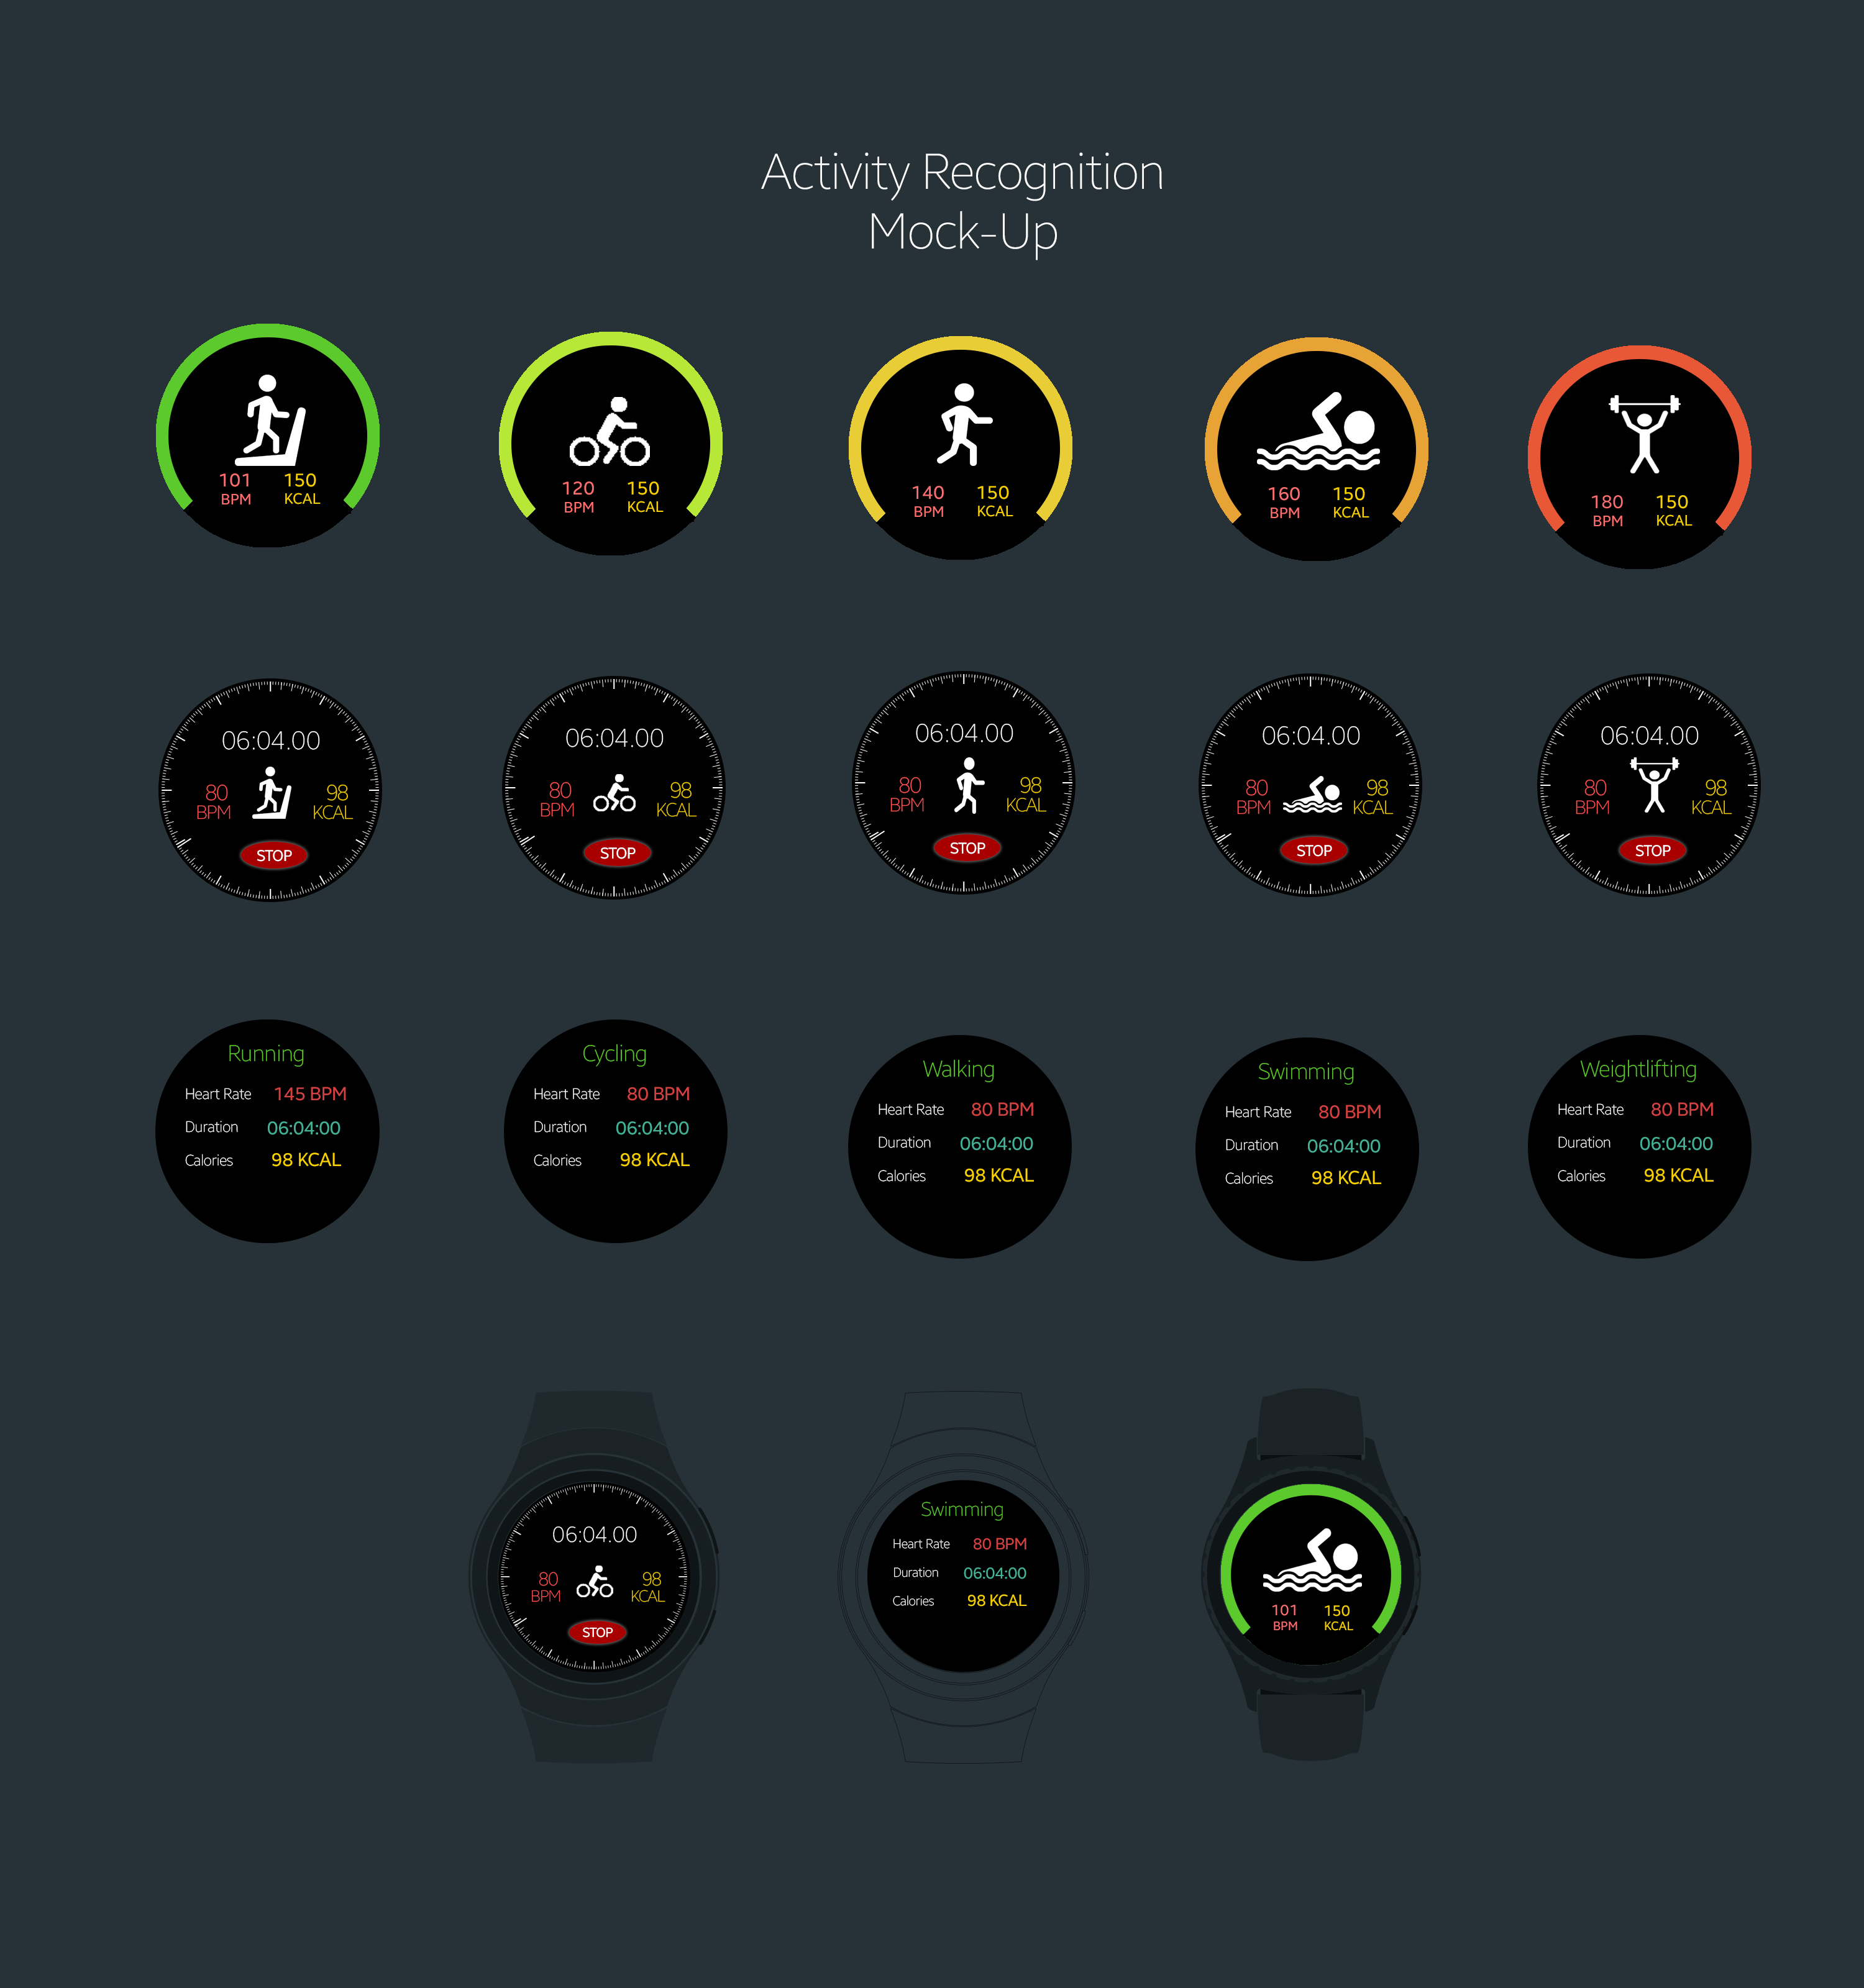 Activity Recognition
Mock-Up
101 150
BPM KCAL
120 150
BPM KCAL
140 150
BPM KCAL
160 150
BPM KCAL
180 150
BPM KCAL
06:04.00
80 98
BPM KCAL
STOP
06:04.00
80 98
BPM KCAL
STOP
06:04.00
80 98
BPM KCAL
STOP
06:04.00
80 98
BPM KCAL
STOP
06:04.00
80 98
BPM KCAL
STOP
Running
Heart Rate 145 BPM
Duration 06:04:00
Calories 98 KCAL
Cycling
Heart Rate 80 BPM
Duration 06:04:00
Calories 98 KCAL
Walking
Heart Rate 80 BPM
Duration 06:04:00
Calories 98 KCAL
Swimming
Heart Rate 80 BPM
Duration 06:04:00
Calories 98 KCAL
Weightlifting
Heart Rate 80 BPM
Duration 06:04:00
Calories 98 KCAL
06:04.00
80 98
BPM KCAL
STOP
Swimming
Heart Rate 80 BPM
Duration 06:04:00
Calories 98 KCAL
101 150
BPM KCAL